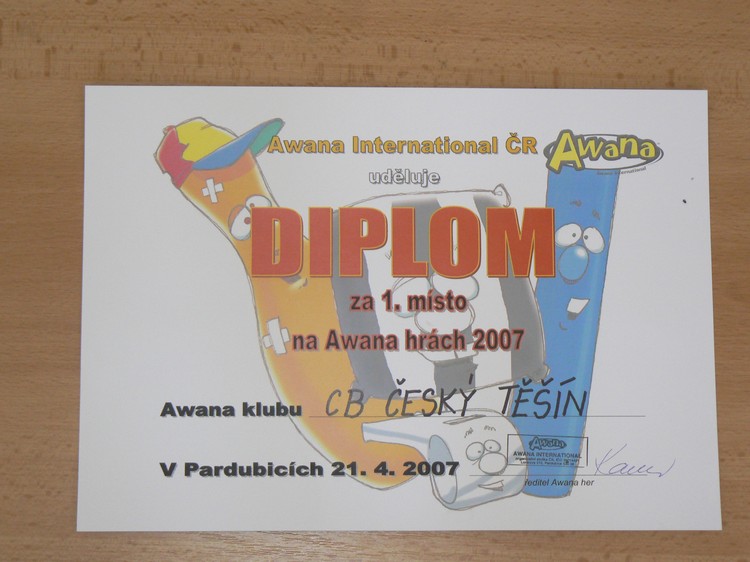 Awana International ČR
Awana
uděluje
DIPLOM
za 1. místo
na Awana hrách 2007
Awana klubu CB ČESKÝ TĚŠÍN
Awana
AWANA INTERNATIONAL
V Pardubicích 21. 4. 2007
ředitel Awana her